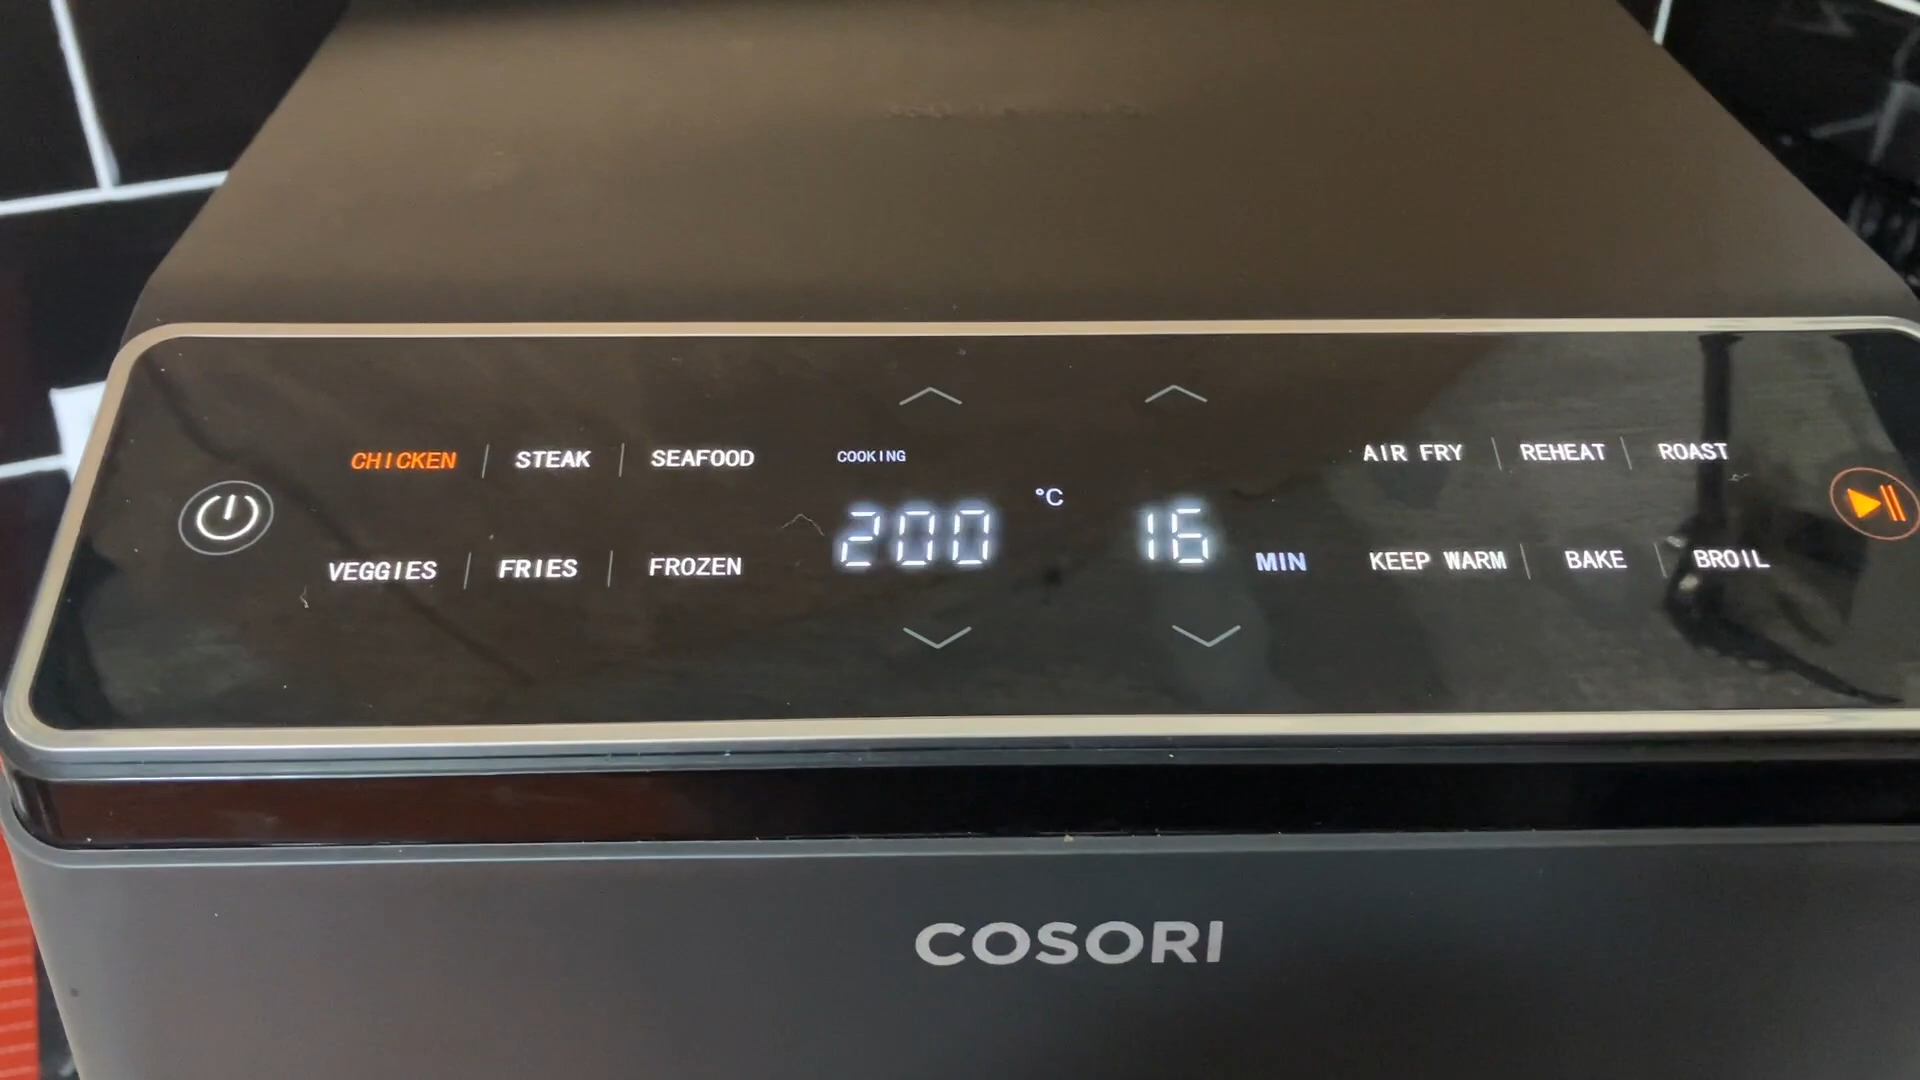 CHICKEN STEAK SEAFOOD COOKING AIR FRY REHEAT ROAST
200 °C 16 MIN
VEGGIES FRIES FROZEN KEEP WARM BAKE BROIL
COSORI